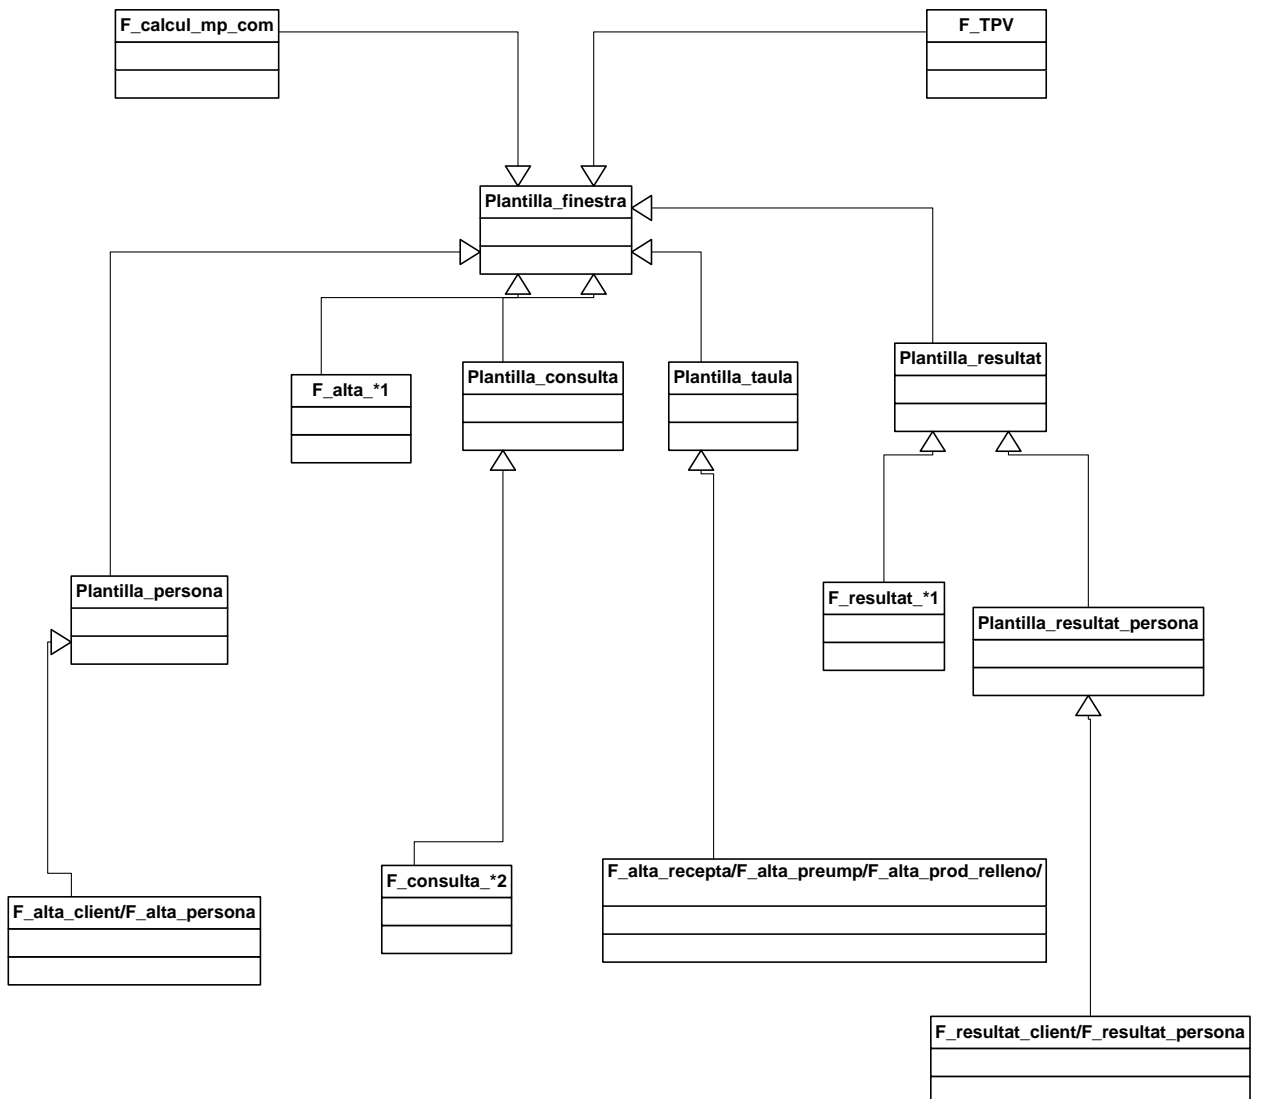 F_calcul_mp_com
F_TPV
Plantilla_finestra
Plantilla_resultat
F_alta_*1
Plantilla_consulta
Plantilla_taula
Plantilla_persona
F_resultat_*1
Plantilla_resultat_persona
F_consulta_*2
F_alta_recepta/F_alta_preump/F_alta_prod_relleno/
F_alta_client/F_alta_persona
F_resultat_client/F_resultat_persona